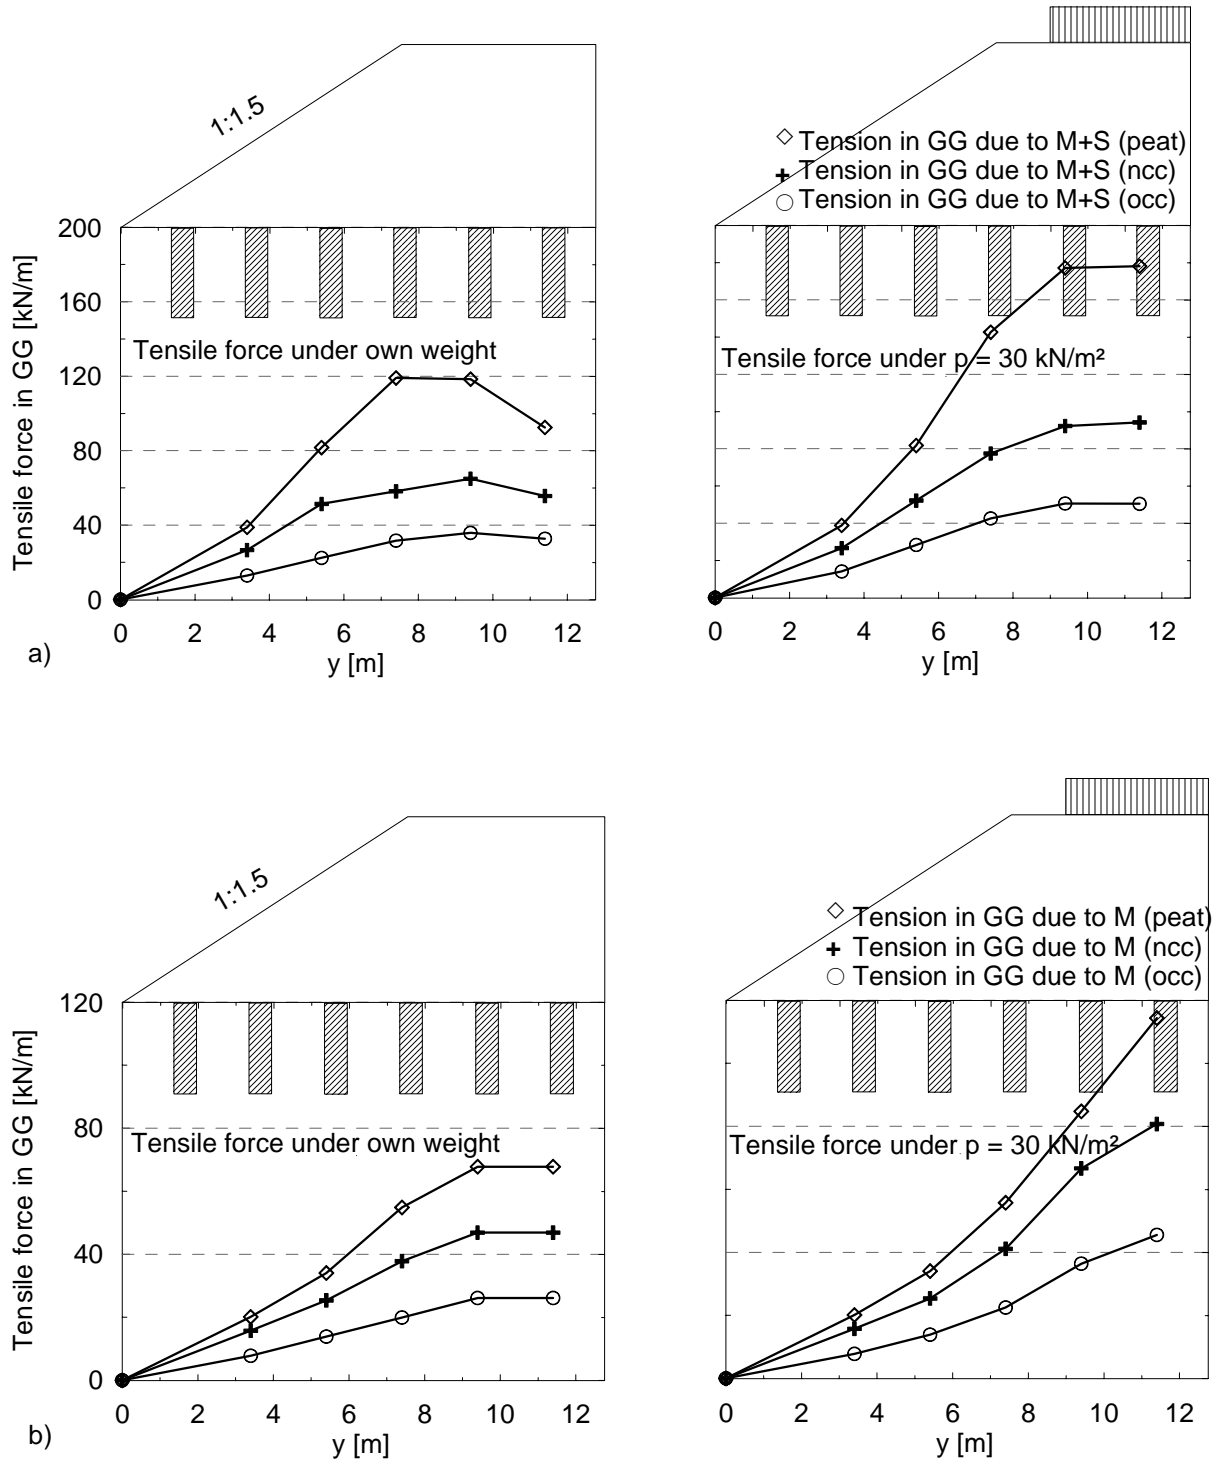 1:1.5
Tension in GG due to M+S (peat)
Tension in GG due to M+S (ncc)
Tension in GG due to M+S (occ)
200
160
120
80
40
0
Tensile force in GG [kN/m]
Tensile force under own weight
Tensile force under p = 30 kN/m²
0 2 4 6 8 10 12
y [m]
0 2 4 6 8 10 12
y [m]
a)
1:1.5
Tension in GG due to M (peat)
Tension in GG due to M (ncc)
Tension in GG due to M (occ)
120
80
40
0
Tensile force in GG [kN/m]
Tensile force under own weight
Tensile force under p = 30 kN/m²
0 2 4 6 8 10 12
y [m]
0 2 4 6 8 10 12
y [m]
b)